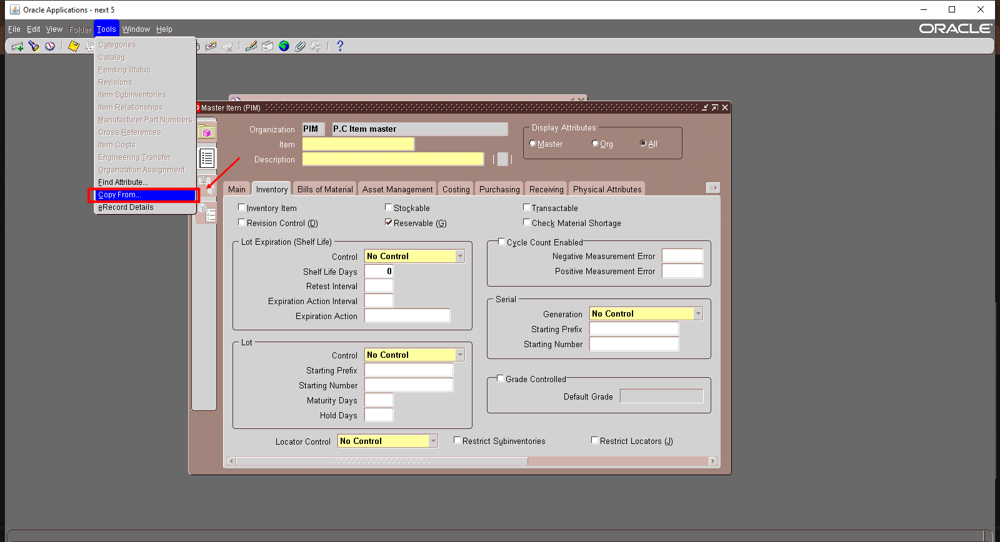 Oracle Applications - next 5
File Edit View Folder Tools Window Help
ORACLE
?
Categories
Catalog
Pending Status
Revisions
Item Subinventories
Item Relationships
Manufacturer Part Numbers
Cross References
Item Costs
Engineering Transfer
Organization Assignment
Find Attribute...
Copy From...
eRecord Details
Master Item (PIM)
Organization PIM P.C Item master
Item
Description [ ]
Display Attributes
Master Org All
Main Inventory Bills of Material Asset Management Costing Purchasing Receiving Physical Attributes
Inventory Item Stockable Transactable
Revision Control (D) Reservable (G) Check Material Shortage
Lot Expiration (Shelf Life)
Control No Control
Shelf Life Days 0
Retest Interval
Expiration Action Interval
Expiration Action
Cycle Count Enabled
Negative Measurement Error
Positive Measurement Error
Serial
Generation No Control
Starting Prefix
Starting Number
Lot
Control No Control
Starting Prefix
Starting Number
Maturity Days
Hold Days
Grade Controlled
Default Grade
Locator Control No Control Restrict Subinventories Restrict Locators (J)